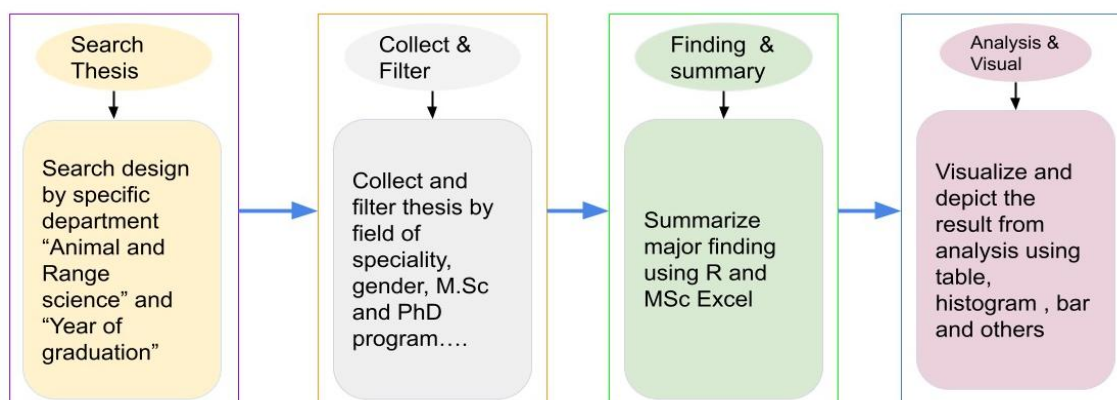 Search
Thesis
Search design
by specific
department
“Animal and
Range
science” and
“Year of
graduation”
Collect &
Filter
Collect and
filter thesis by
field of
speciality,
gender, M.Sc
and PhD
program....
Finding &
summary
Summarize
major finding
using R and
MSc Excel
Analysis &
Visual
Visualize and
depict the
result from
analysis using
table,
histogram , bar
and others